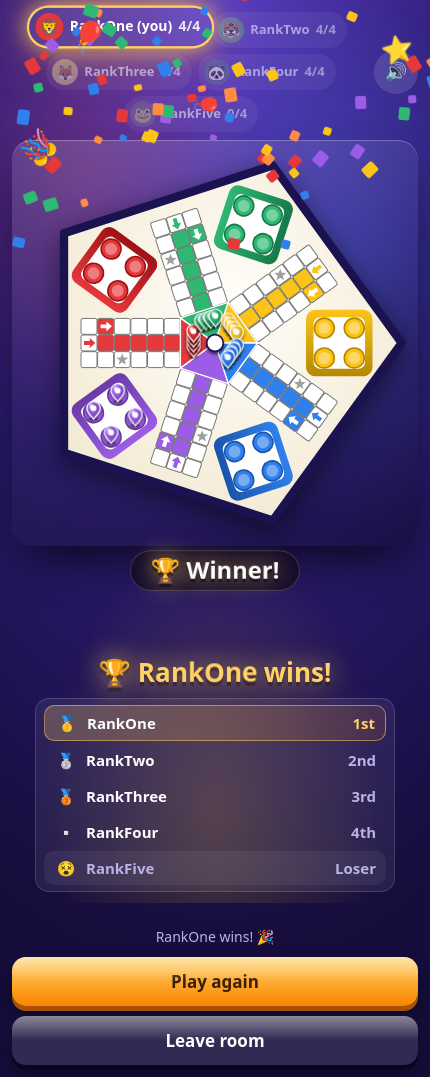 RankOne (you) 4/4
RankTwo 4/4
RankThree 4/4
RankFour 4/4
RankFive 0/4
Winner!
RankOne wins!
RankOne 1st
RankTwo 2nd
RankThree 3rd
RankFour 4th
RankFive Loser
RankOne wins!
Play again
Leave room